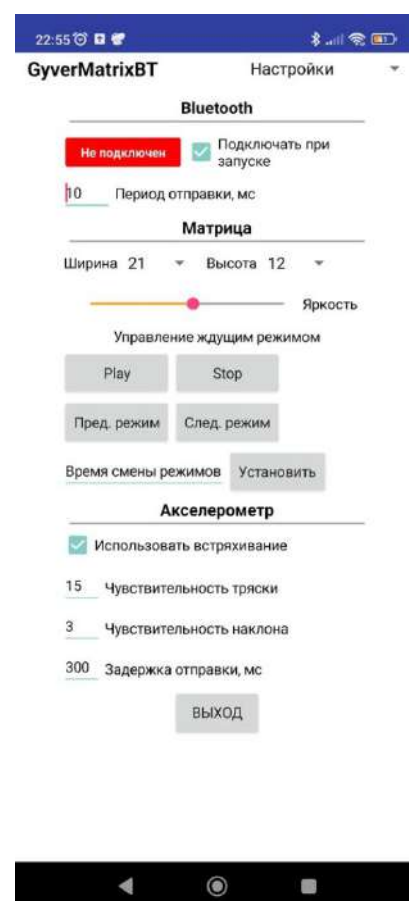 22:55
GyverMatrixBT Настройки
Bluetooth
Не подключен Подключать при
запуске
10 Период отправки, мс
Матрица
Ширина 21 Высота 12
Яркость
Управление ждущим режимом
Play Stop
Пред. режим След. режим
Время смены режимов Установить
Акселерометр
Использовать встряхивание
15 Чувствительность тряски
3 Чувствительность наклона
300 Задержка отправки, мс
ВЫХОД